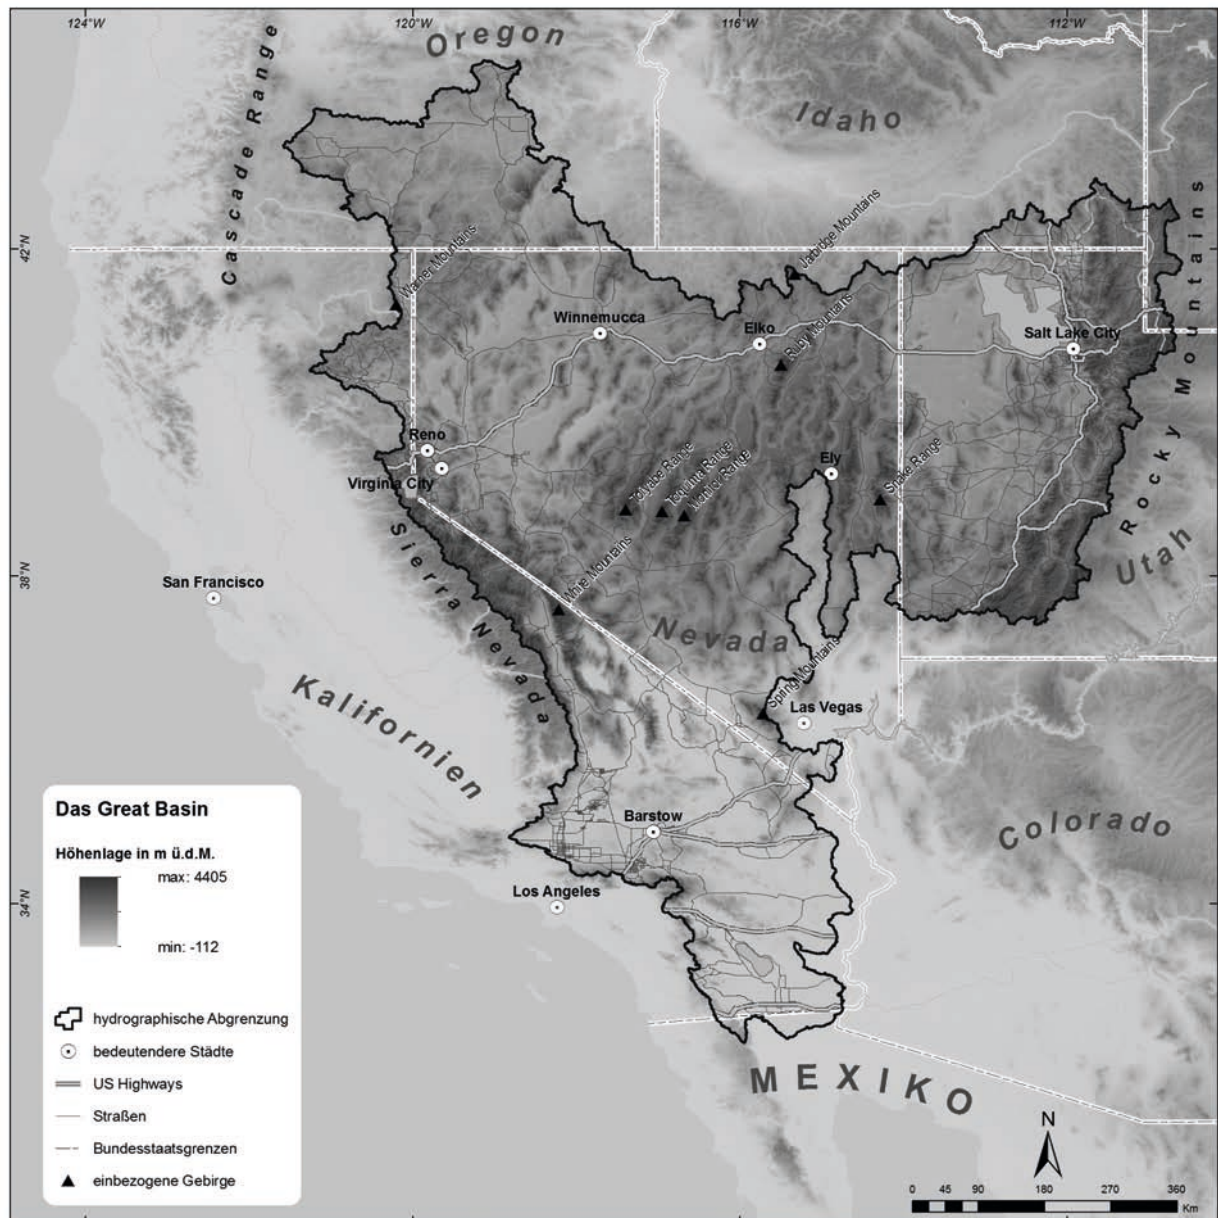 124°W 120°W 116°W 112°W
Oregon
Idaho
Cascade Range
42°N
Warner Mountains
Jarbidge Mountains
Rocky Mountains
Winnemucca
Elko
Ruby Mountains
Salt Lake City
Reno
Virginia City
Toiyabe Range
Toquima Range
Monitor Range
Ely
Snake Range
Utah
Sierra Nevada
White Mountains
38°N
San Francisco
Nevada
Spring Mountains
Las Vegas
Kalifornien
Barstow
Colorado
Los Angeles
34°N
MEXIKO
Das Great Basin
Höhenlage in m ü.d.M.
max: 4405
min: -112
hydrographische Abgrenzung
bedeutendere Städte
US Highways
Straßen
Bundesstaatsgrenzen
einbezogene Gebirge
N
0 45 90 180 270 360
Km